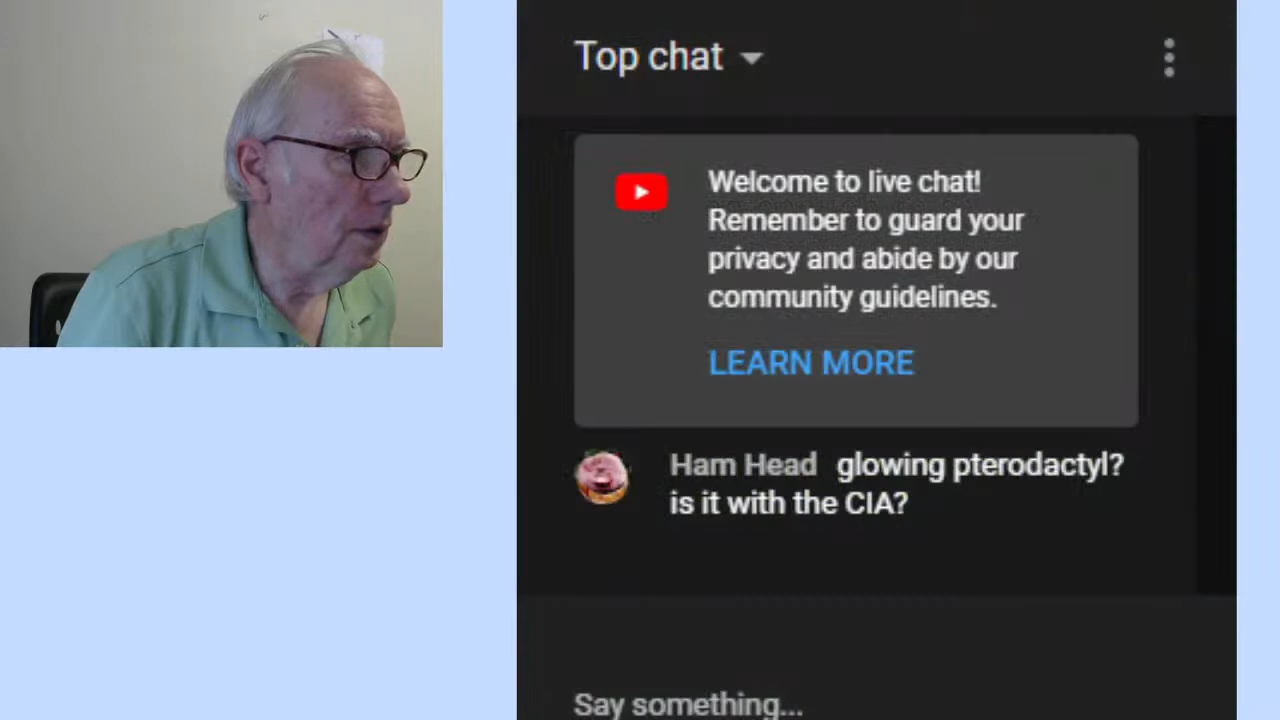 Top chat
Welcome to live chat!
Remember to guard your
privacy and abide by our
community guidelines.
LEARN MORE
Ham Head glowing pterodactyl?
is it with the CIA?
Say something...